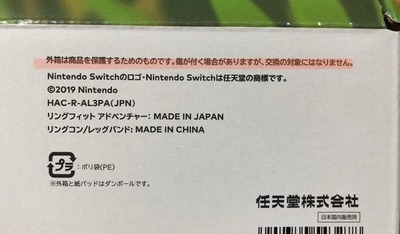 外箱は商品を保護するためのものです。傷が付く場合がありますが、交換の対象にはなりません。
Nintendo Switchのロゴ・Nintendo Switchは任天堂の商標です。
©2019 Nintendo
HAC-R-AL3PA(JPN)
リングフィット アドベンチャー: MADE IN JAPAN
リングコン/レッグバンド: MADE IN CHINA
プラ :ポリ袋(PE)
※外箱と紙パッドはダンボールです。
任天堂株式会社
日本国内販売用